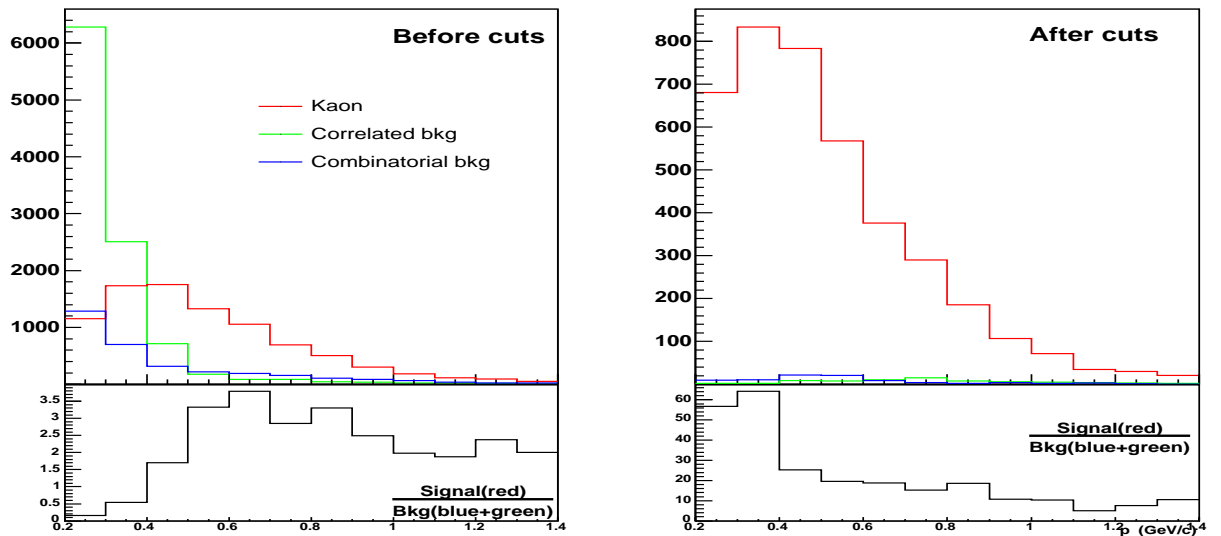 Before cuts
6000
5000
4000
3000
2000
1000
Kaon
Correlated bkg
Combinatorial bkg
3.5
3
2.5
2
1.5
1
0.5
0
Signal(red)
Bkg(blue+green)
0.2 0.4 0.6 0.8 1 1.2 1.4
After cuts
800
700
600
500
400
300
200
100
60
50
40
30
20
10
0
Signal(red)
Bkg(blue+green)
0.2 0.4 0.6 0.8 1 1.2 1.4
p (GeV/c)